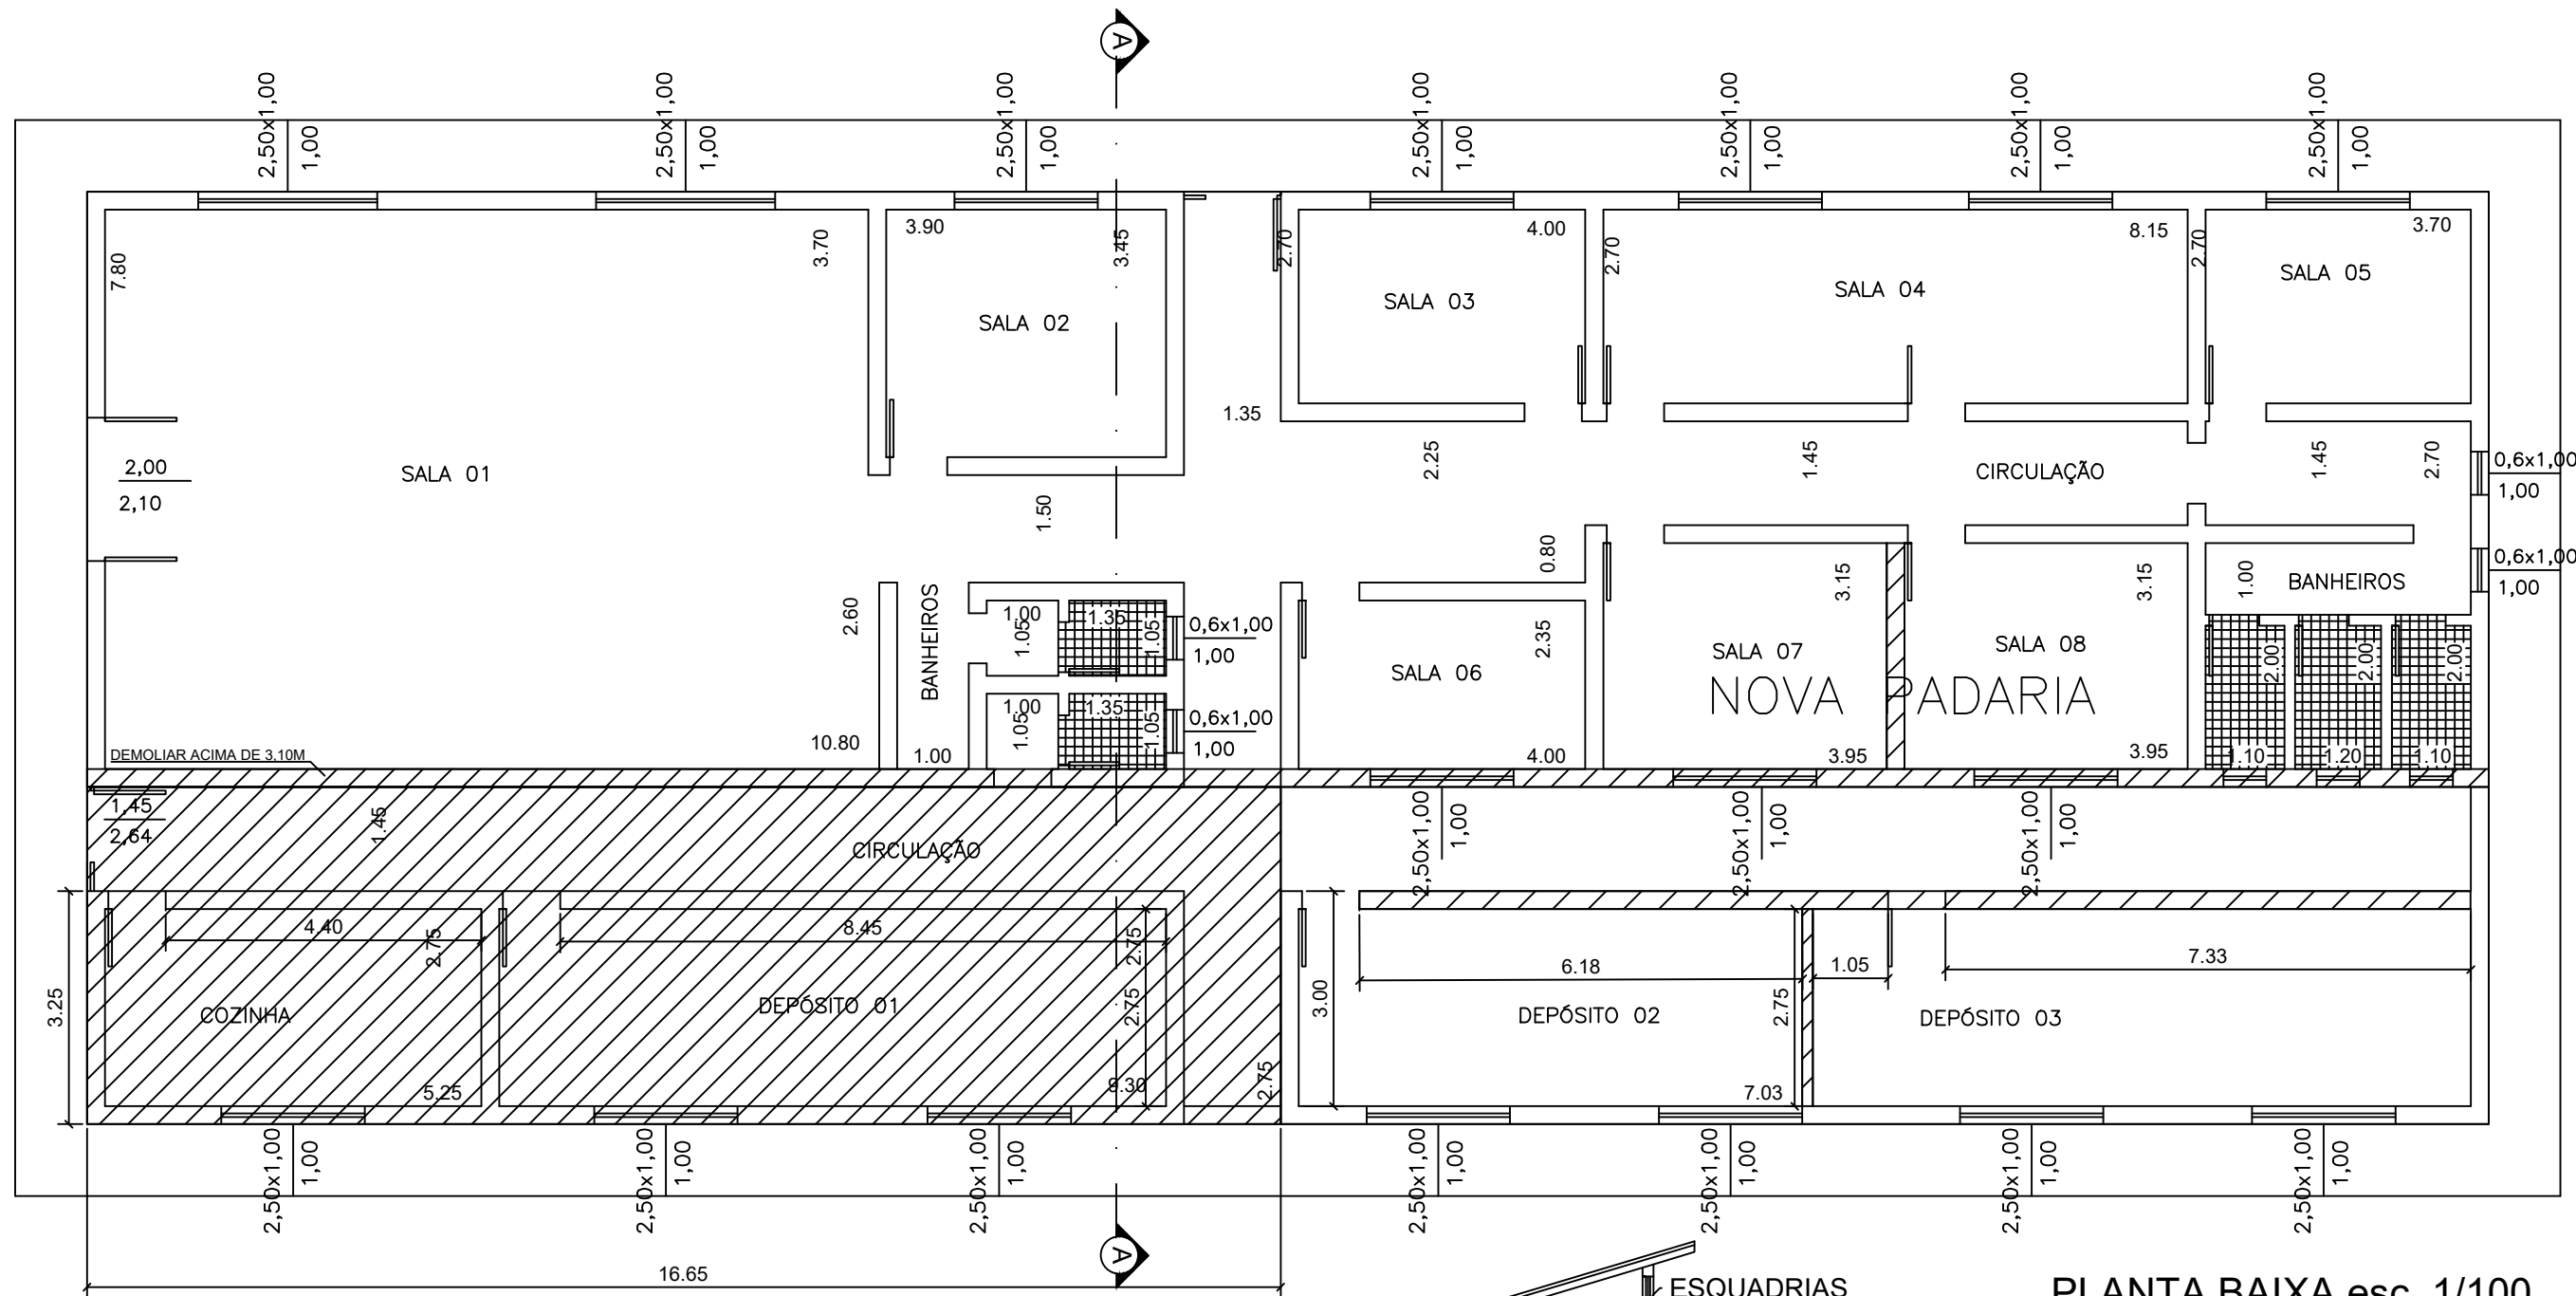 A
2,50x1,00
1,00
2,50x1,00
1,00
2,50x1,00
1,00
2,50x1,00
1,00
2,50x1,00
1,00
2,50x1,00
1,00
2,50x1,00
1,00
7.80
3.70
3.90
3.45
2.70
4.00
2.70
8.15
2.70
3.70
SALA 01
SALA 02
SALA 03
SALA 04
SALA 05
2,00
2,10
1.35
1.50
2.25
1.45
CIRCULAÇÃO
1.45
2.70
0,6x1,00
1,00
0,6x1,00
1,00
2.60
BANHEIROS
1.00
1.05
1.35
1.05
0,6x1,00
1,00
1.00
1.05
1.35
1.05
0,6x1,00
1,00
10.80
1.00
0.80
2.35
SALA 06
4.00
3.15
SALA 07
3.95
3.15
SALA 08
3.95
NOVA PADARIA
1.00
BANHEIROS
2.00
2.00
2.00
1.10
1.20
1.10
DEMOLIAR ACIMA DE 3,10M
1,45
2,64
1.45
CIRCULAÇÃO
2,50x1,00
1,00
2,50x1,00
1,00
2,50x1,00
1,00
4.40
2.75
8.45
2.75
2.75
3.25
COZINHA
5.25
DEPÓSITO 01
9.30
2.75
3.00
6.18
1.05
7.33
DEPÓSITO 02
2.75
DEPÓSITO 03
7.03
2,50x1,00
1,00
2,50x1,00
1,00
2,50x1,00
1,00
2,50x1,00
1,00
2,50x1,00
1,00
2,50x1,00
1,00
2,50x1,00
1,00
A
16.65
ESQUADRIAS
PLANTA BAIXA esc. 1/100